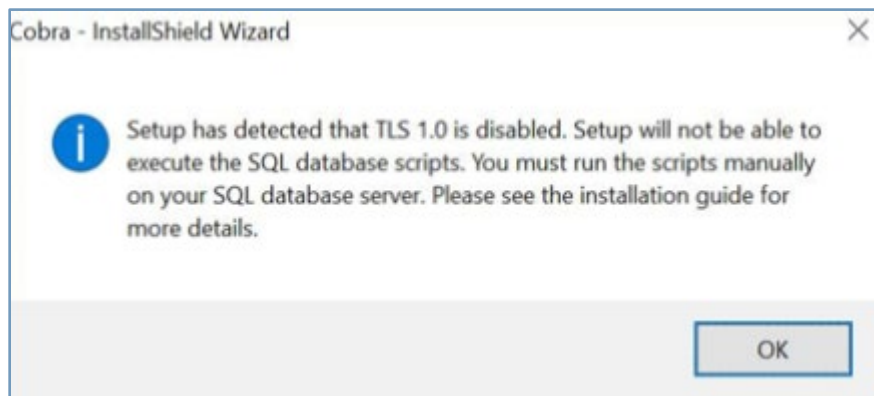 Cobra - InstallShield Wizard
Setup has detected that TLS 1.0 is disabled. Setup will not be able to
execute the SQL database scripts. You must run the scripts manually
on your SQL database server. Please see the installation guide for
more details.
OK